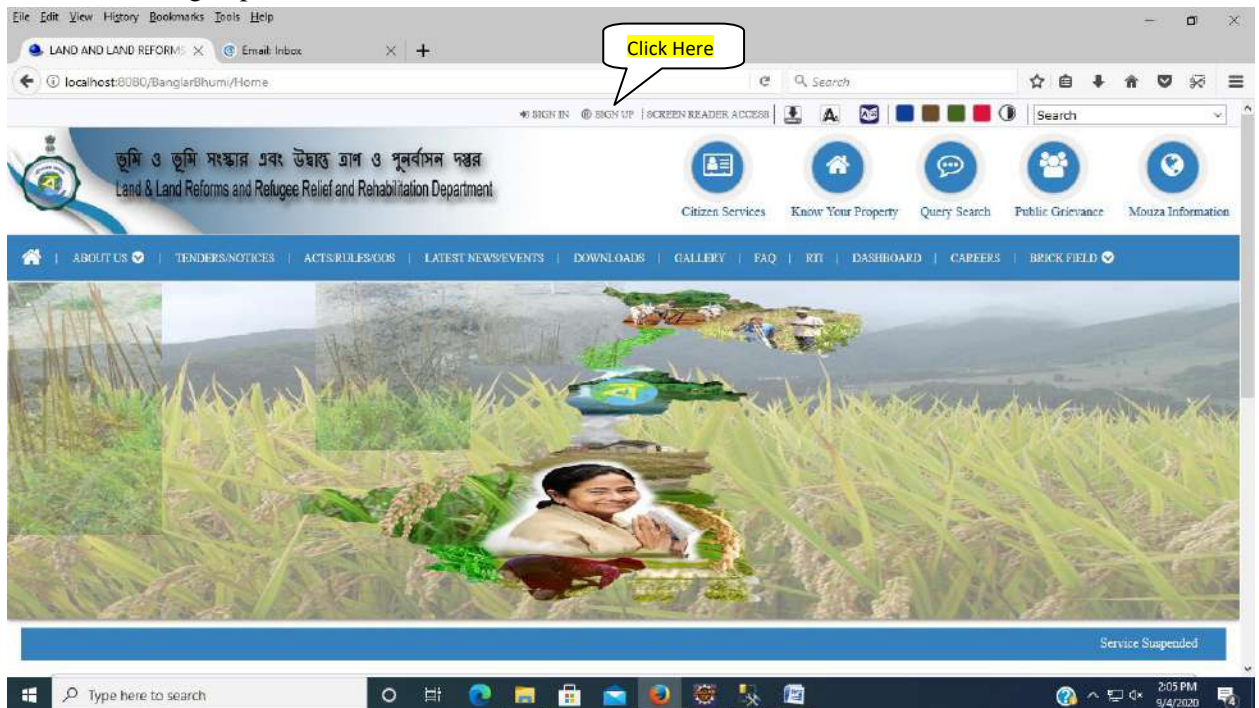 File Edit View History Bookmarks Tools Help
LAND AND LAND REFORMS
Email: Inbox
Click Here
localhost:8080/BanglarBhumi/Home
Search
SIGN IN SIGN UP | SCREEN READER ACCESS
Search
ভূমি ও ভূমি সংস্কার এবং উদ্বাস্তু ত্রাণ ও পুনর্বাসন দপ্তর
Land & Land Reforms and Refugee Relief and Rehabilitation Department
Citizen Services Know Your Property Query Search Public Grievance Mouza Information
ABOUT US | TENDERS/NOTICES | ACTS/RULES/GOS | LATEST NEWS/EVENTS | DOWNLOADS | GALLERY | FAQ | RTI | DASHBOARD | CAREERS | BRICK FIELD
Service Suspended
Type here to search
2:05 PM
9/4/2020